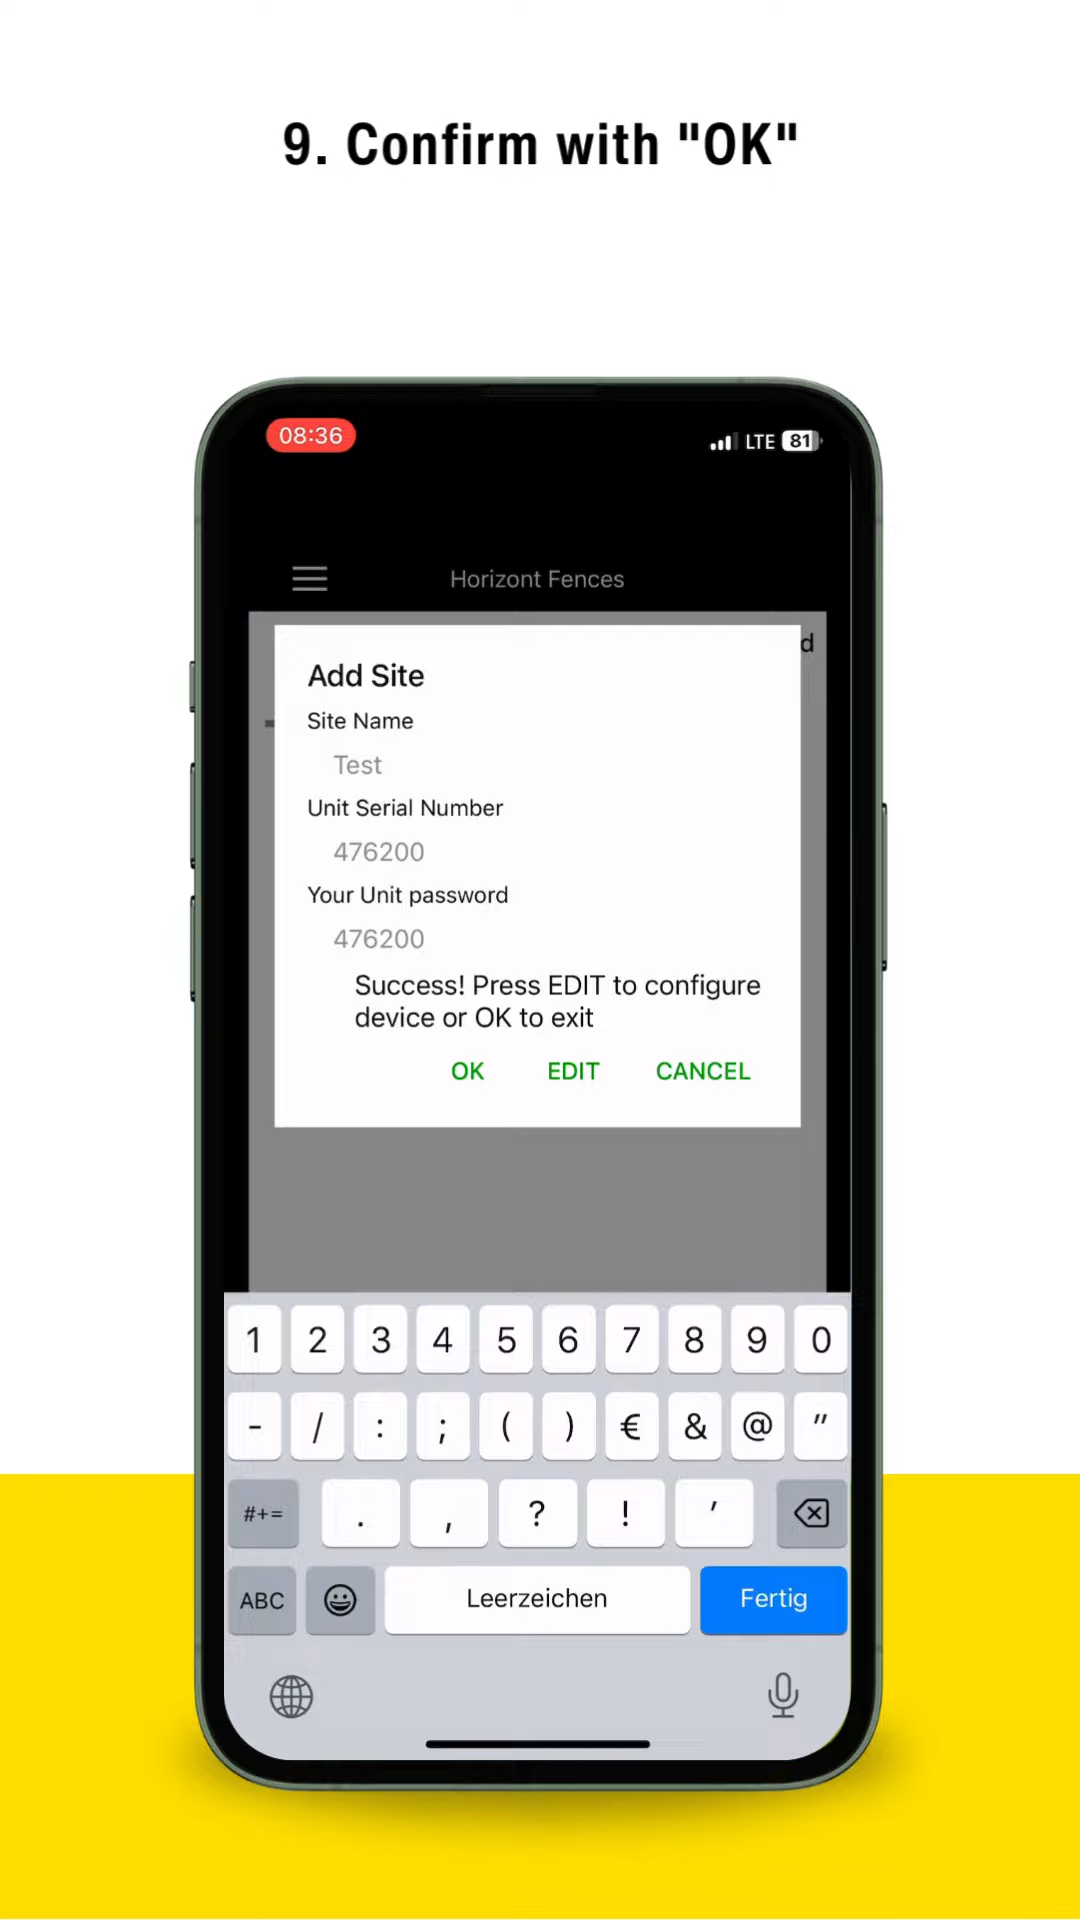 9. Confirm with "OK"
08:36
LTE 81
Horizont Fences
d
Add Site
Site Name
Test
Unit Serial Number
476200
Your Unit password
476200
Success! Press EDIT to configure
device or OK to exit
OK EDIT CANCEL
1 2 3 4 5 6 7 8 9 0
- / : ; ( ) € & @ "
#+= . , ? ! '
ABC Leerzeichen Fertig